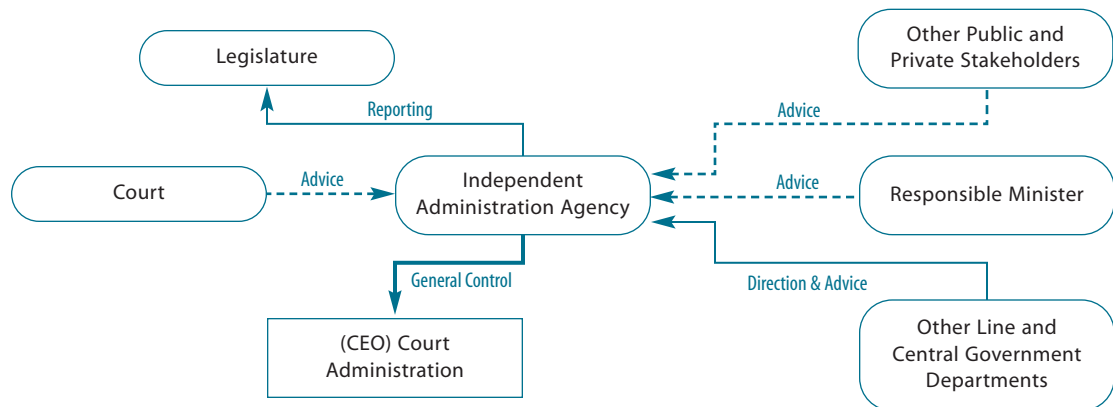 Other Public and
Private Stakeholders
Legislature
Reporting
Advice
Court
Advice
Independent
Administration Agency
Advice
Responsible Minister
General Control
Direction & Advice
(CEO) Court
Administration
Other Line and
Central Government
Departments